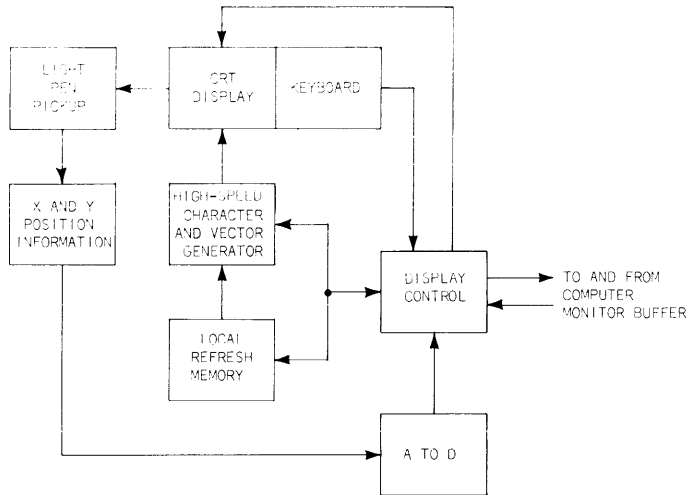 LIGHT
PEN
PICKUP
CRT
DISPLAY
KEYBOARD
X AND Y
POSITION
INFORMATION
HIGH-SPEED
CHARACTER
AND VECTOR
GENERATOR
DISPLAY
CONTROL
TO AND FROM
COMPUTER
MONITOR BUFFER
LOCAL
REFRESH
MEMORY
A TO D